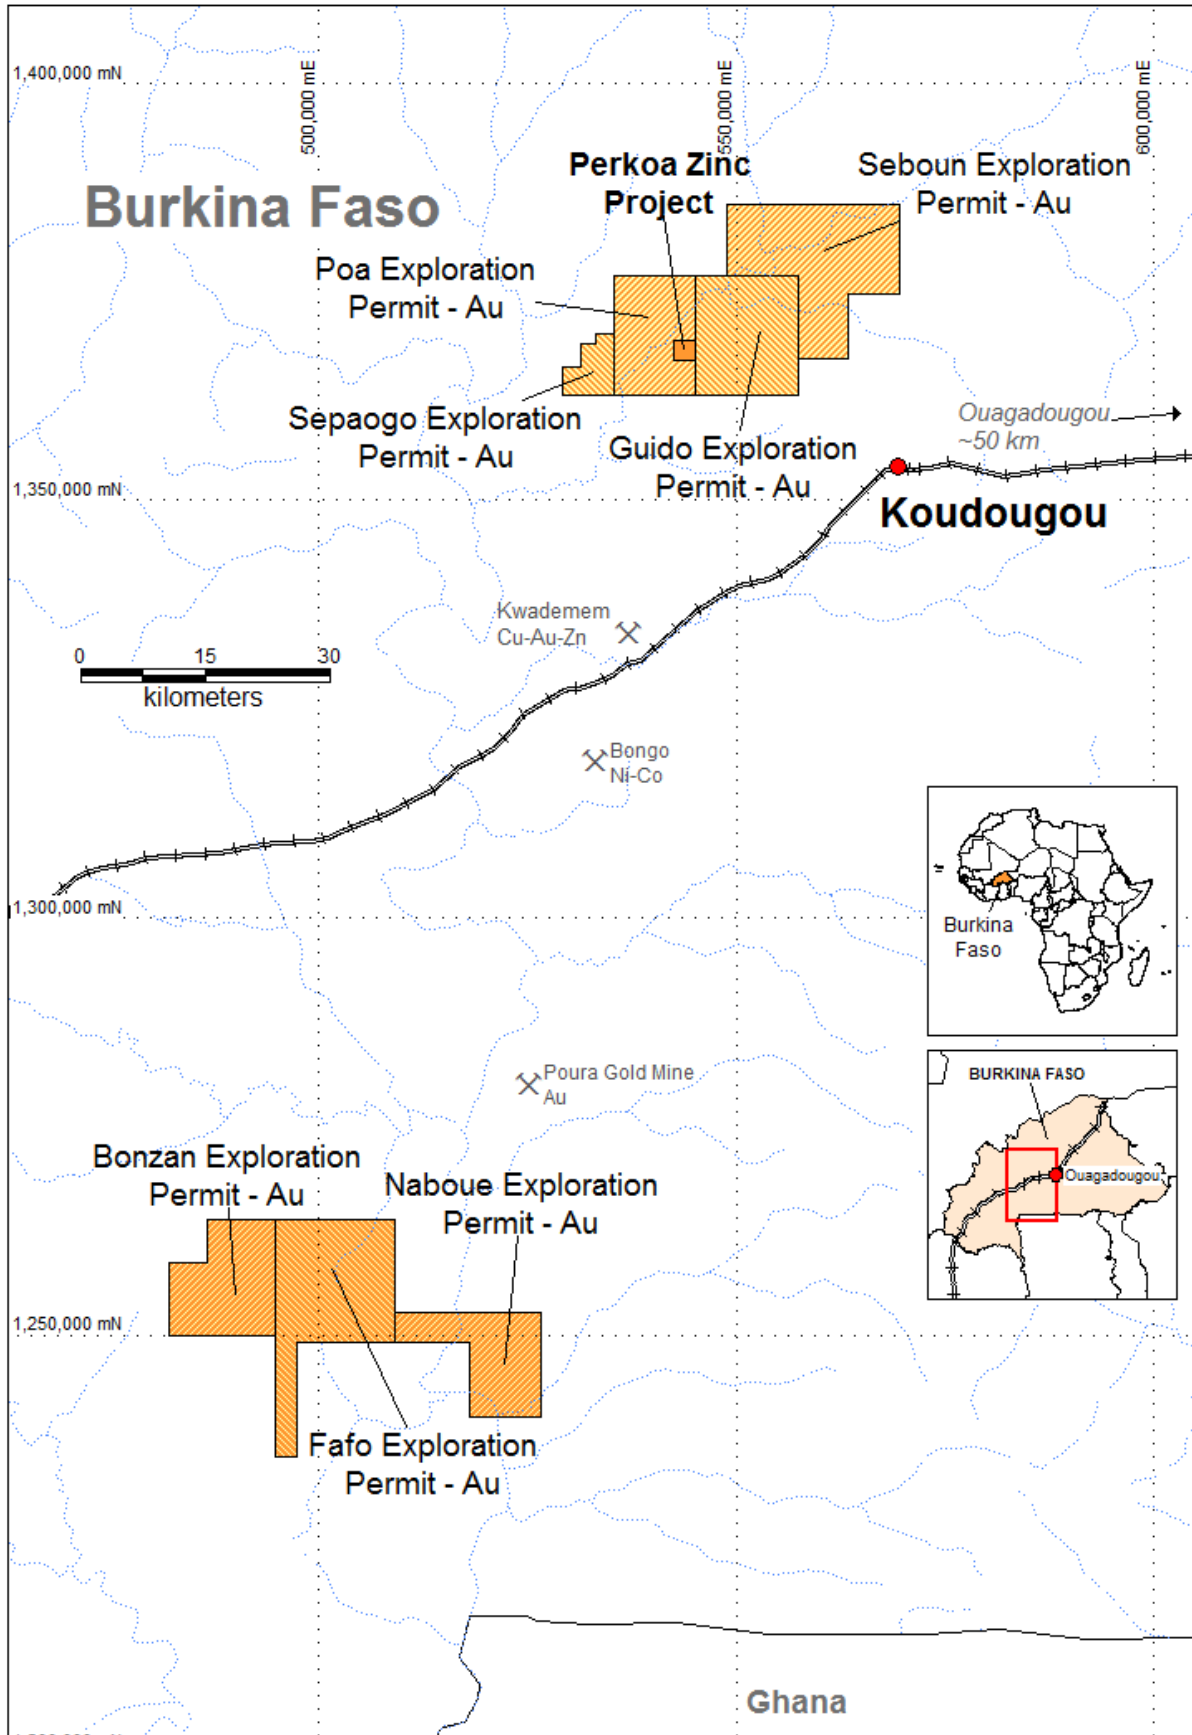 1,400,000 mN
500,000 mE
550,000 mE
600,000 mE
Burkina Faso
Perkoa Zinc
Project
Seboun Exploration
Permit - Au
Poa Exploration
Permit - Au
Sepaogo Exploration
Permit - Au
Guido Exploration
Permit - Au
Ouagadougou
~50 km
1,350,000 mN
Koudougou
Kwademem
Cu-Au-Zn
0 15 30
kilometers
Bongo
Ni-Co
1,300,000 mN
Burkina
Faso
Poura Gold Mine
Au
BURKINA FASO
Ouagadougou
Bonzan Exploration
Permit - Au
Naboue Exploration
Permit - Au
1,250,000 mN
Fafo Exploration
Permit - Au
Ghana